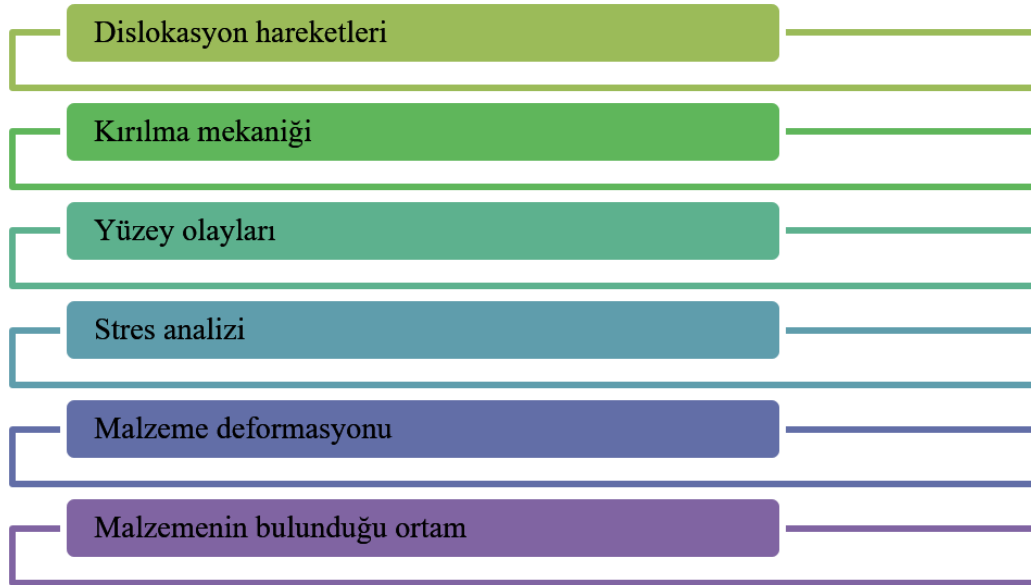 Dislokasyon hareketleri
Kırılma mekaniği
Yüzey olayları
Stres analizi
Malzeme deformasyonu
Malzemenin bulunduğu ortam